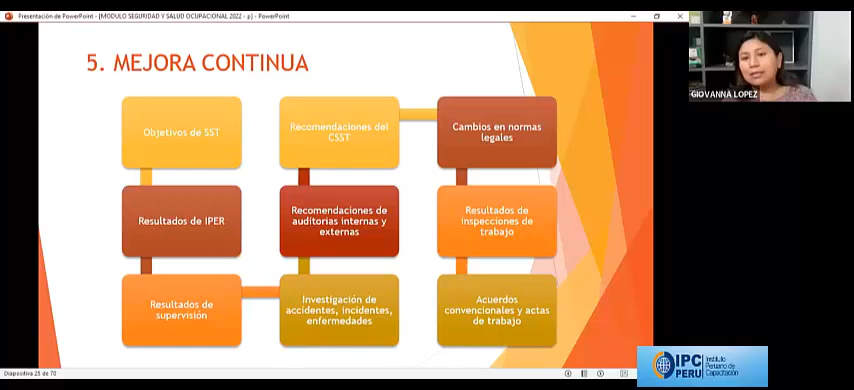 Presentación de PowerPoint - [MODULO SEGURIDAD Y SALUD OCUPACIONAL 2022 - p] - PowerPoint
5. MEJORA CONTINUA
Objetivos de SST
Resultados de IPER
Resultados de
supervisión
Investigación de
accidentes, incidentes,
enfermedades
Recomendaciones de
auditorias internas y
externas
Recomendaciones del
CSST
Cambios en normas
legales
Resultados de
inspecciones de
trabajo
Acuerdos
convencionales y actas
de trabajo
Diapositiva 25 de 70
GIOVANNA LOPEZ
IPC
PERU
Instituto
Peruano de
Capacitación